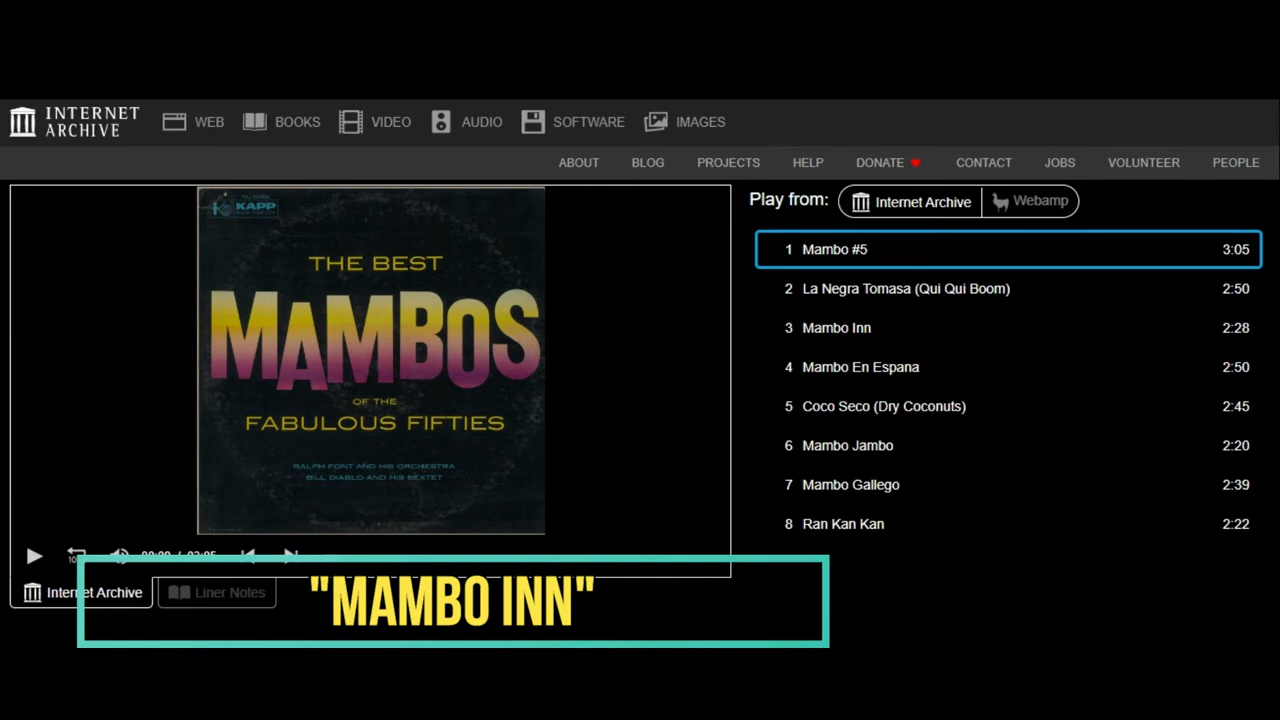 INTERNET
ARCHIVE
WEB BOOKS VIDEO AUDIO SOFTWARE IMAGES
ABOUT BLOG PROJECTS HELP DONATE CONTACT JOBS VOLUNTEER PEOPLE
KAPP
THE BEST
MAMBOS
OF THE
FABULOUS FIFTIES
RALPH FONT AND HIS ORCHESTRA
BILL DIABLO AND HIS SEXTET
Play from: Internet Archive Webamp
1 Mambo #5 3:05
2 La Negra Tomasa (Qui Qui Boom) 2:50
3 Mambo Inn 2:28
4 Mambo En Espana 2:50
5 Coco Seco (Dry Coconuts) 2:45
6 Mambo Jambo 2:20
7 Mambo Gallego 2:39
8 Ran Kan Kan 2:22
Internet Archive Liner Notes
"MAMBO INN"